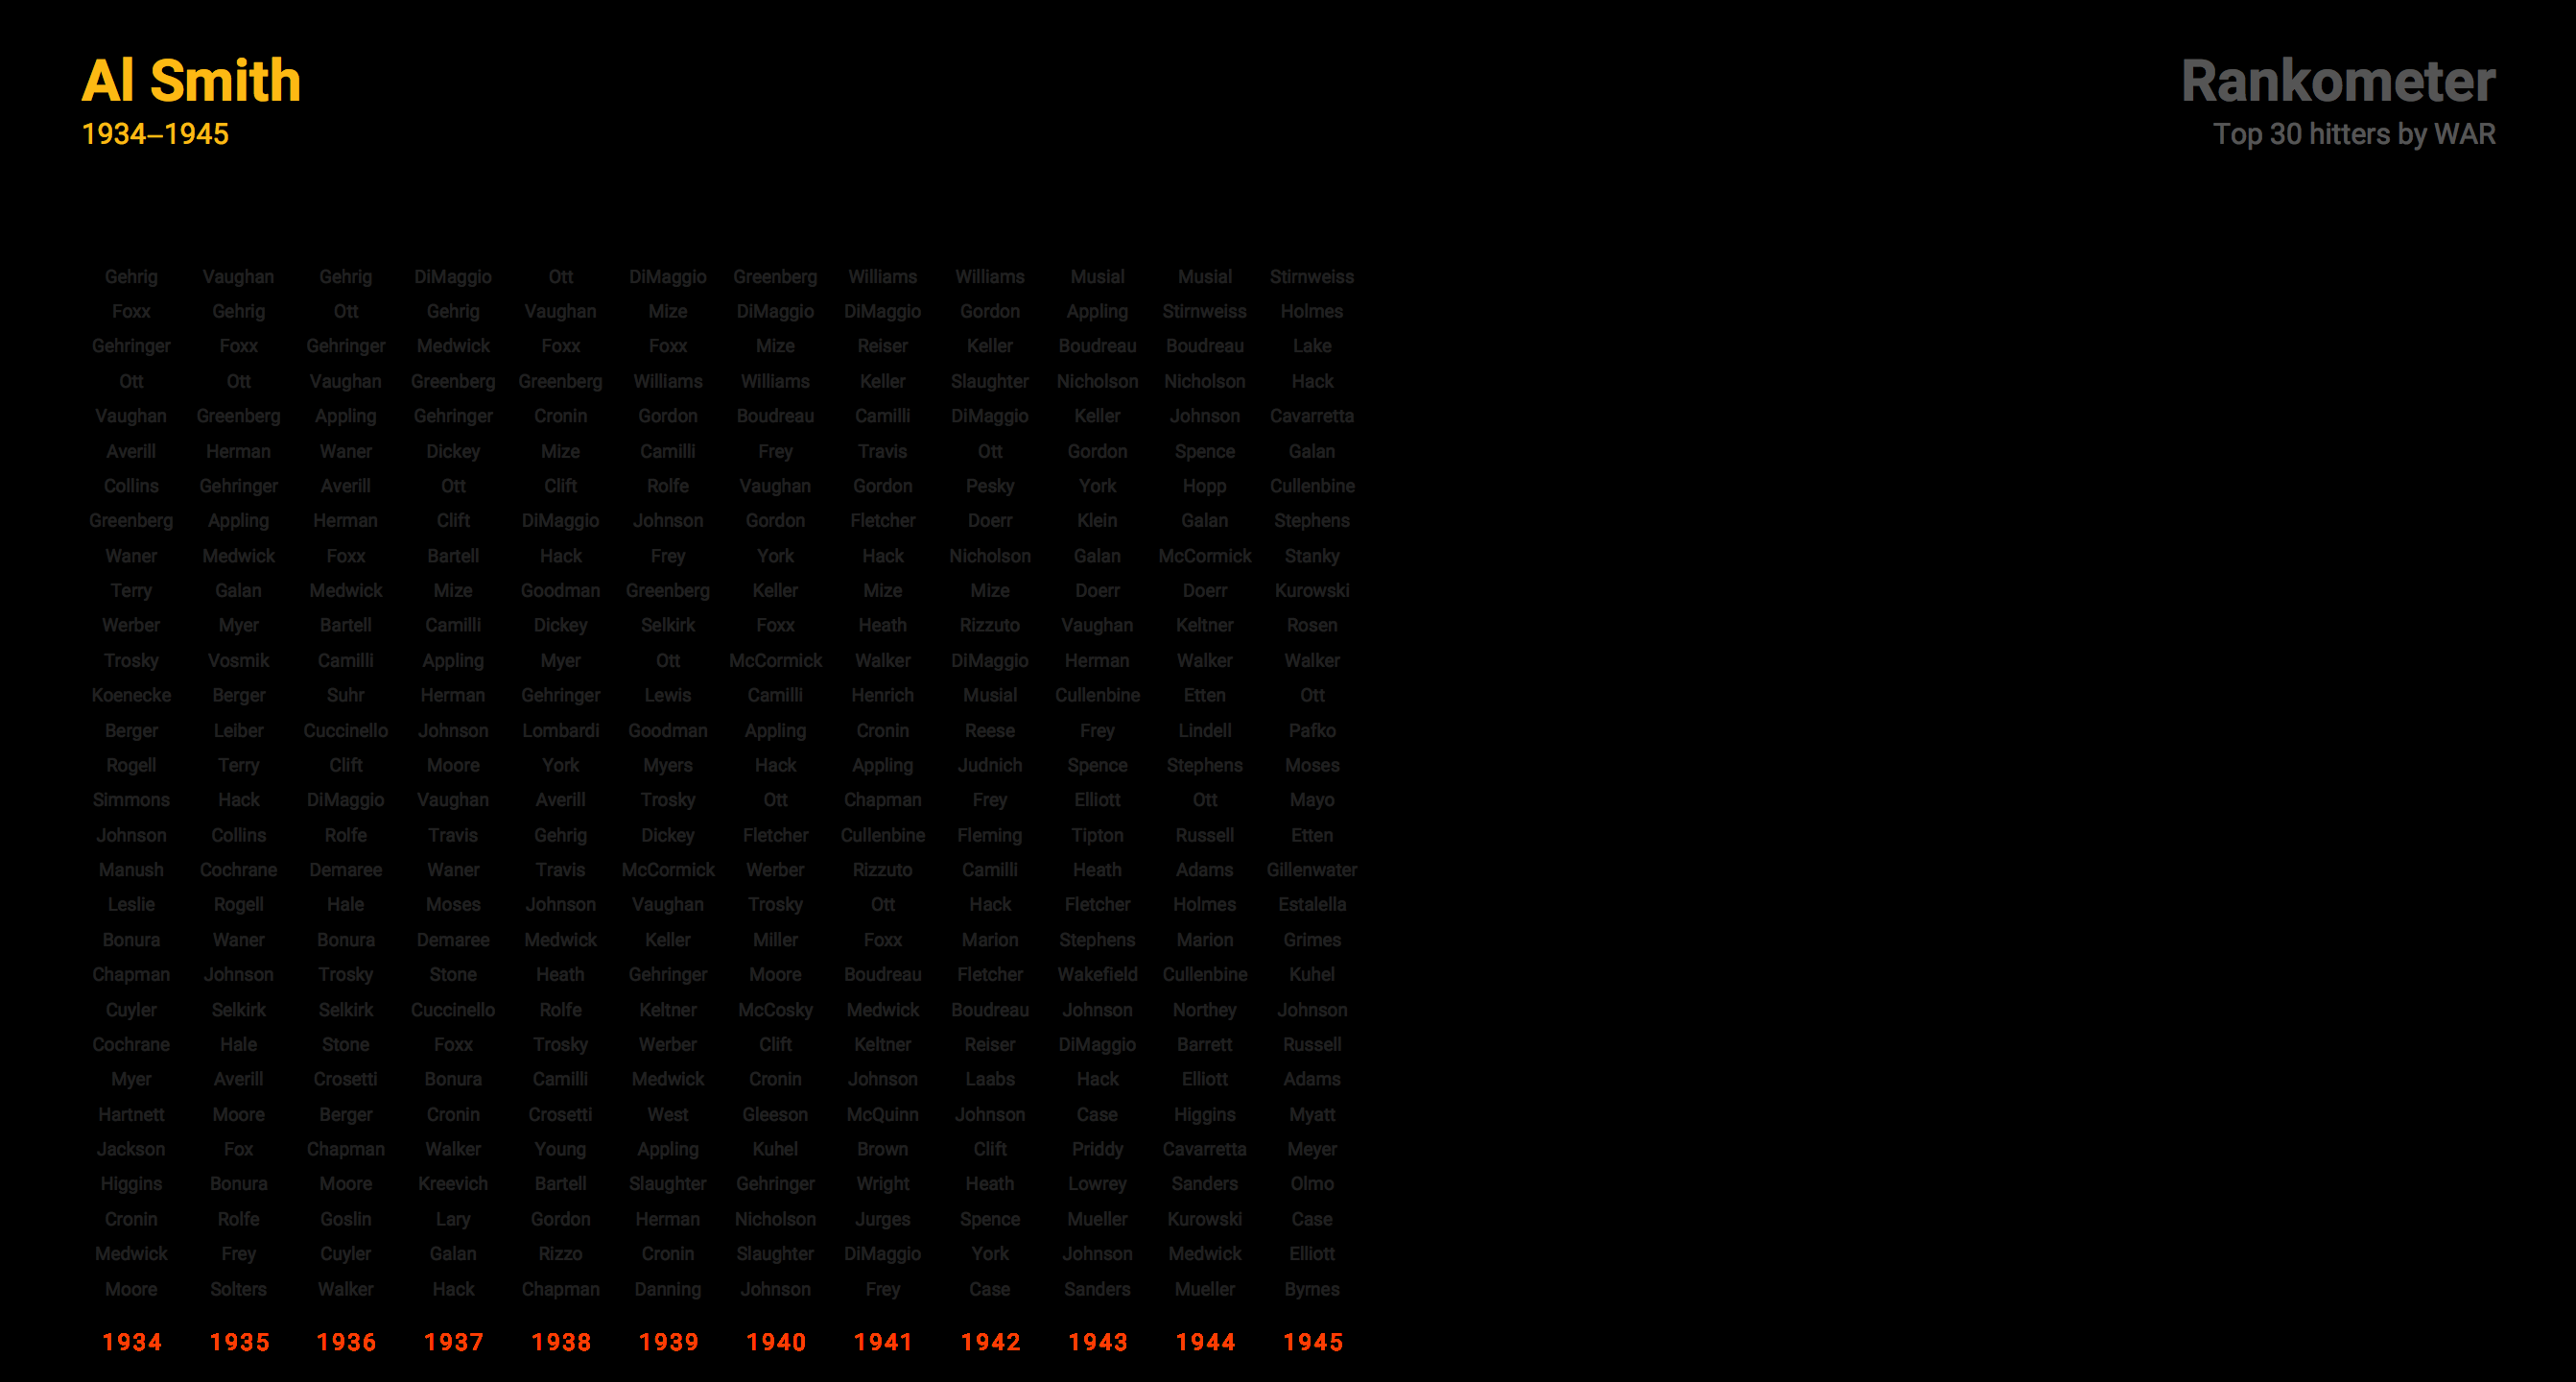 Al Smith
1934–1945
Rankometer
Top 30 hitters by WAR
Gehrig Vaughan Gehrig DiMaggio Ott DiMaggio Greenberg Williams Williams Musial Musial Stirnweiss
Foxx Gehrig Ott Gehrig Vaughan Mize DiMaggio DiMaggio Gordon Appling Stirnweiss Holmes
Gehringer Foxx Gehringer Medwick Foxx Foxx Mize Reiser Keller Boudreau Boudreau Lake
Ott Ott Vaughan Greenberg Greenberg Williams Williams Keller Slaughter Nicholson Nicholson Hack
Vaughan Greenberg Appling Gehringer Cronin Gordon Boudreau Camilli DiMaggio Keller Johnson Cavarretta
Averill Herman Waner Dickey Mize Camilli Frey Travis Ott Gordon Spence Galan
Collins Gehringer Averill Ott Clift Rolfe Vaughan Gordon Pesky York Hopp Cullenbine
Greenberg Appling Herman Clift DiMaggio Johnson Gordon Fletcher Doerr Klein Galan Stephens
Waner Medwick Foxx Bartell Hack Frey York Hack Nicholson Galan McCormick Stanky
Terry Galan Medwick Mize Goodman Greenberg Keller Mize Mize Doerr Doerr Kurowski
Werber Myer Bartell Camilli Dickey Selkirk Foxx Heath Rizzuto Vaughan Keltner Rosen
Trosky Vosmik Camilli Appling Myer Ott McCormick Walker DiMaggio Herman Walker Walker
Koenecke Berger Suhr Herman Gehringer Lewis Camilli Henrich Musial Cullenbine Etten Ott
Berger Leiber Cuccinello Johnson Lombardi Goodman Appling Cronin Reese Frey Lindell Pafko
Rogell Terry Clift Moore York Myers Hack Appling Judnich Spence Stephens Moses
Simmons Hack DiMaggio Vaughan Averill Trosky Ott Chapman Frey Elliott Ott Mayo
Johnson Collins Rolfe Travis Gehrig Dickey Fletcher Cullenbine Fleming Tipton Russell Etten
Manush Cochrane Demaree Waner Travis McCormick Werber Rizzuto Camilli Heath Adams Gillenwater
Leslie Rogell Hale Moses Johnson Vaughan Trosky Ott Hack Fletcher Holmes Estalella
Bonura Waner Bonura Demaree Medwick Keller Miller Foxx Marion Stephens Marion Grimes
Chapman Johnson Trosky Stone Heath Gehringer Moore Boudreau Fletcher Wakefield Cullenbine Kuhel
Cuyler Selkirk Selkirk Cuccinello Rolfe Keltner McCosky Medwick Boudreau Johnson Northey Johnson
Cochrane Hale Stone Foxx Trosky Werber Clift Keltner Reiser DiMaggio Barrett Russell
Myer Averill Crosetti Bonura Camilli Medwick Cronin Johnson Laabs Hack Elliott Adams
Hartnett Moore Berger Cronin Crosetti West Gleeson McQuinn Johnson Case Higgins Myatt
Jackson Fox Chapman Walker Young Appling Kuhel Brown Clift Priddy Cavarretta Meyer
Higgins Bonura Moore Kreevich Bartell Slaughter Gehringer Wright Heath Lowrey Sanders Olmo
Cronin Rolfe Goslin Lary Gordon Herman Nicholson Jurges Spence Mueller Kurowski Case
Medwick Frey Cuyler Galan Rizzo Cronin Slaughter DiMaggio York Johnson Medwick Elliott
Moore Solters Walker Hack Chapman Danning Johnson Frey Case Sanders Mueller Byrnes
1934 1935 1936 1937 1938 1939 1940 1941 1942 1943 1944 1945